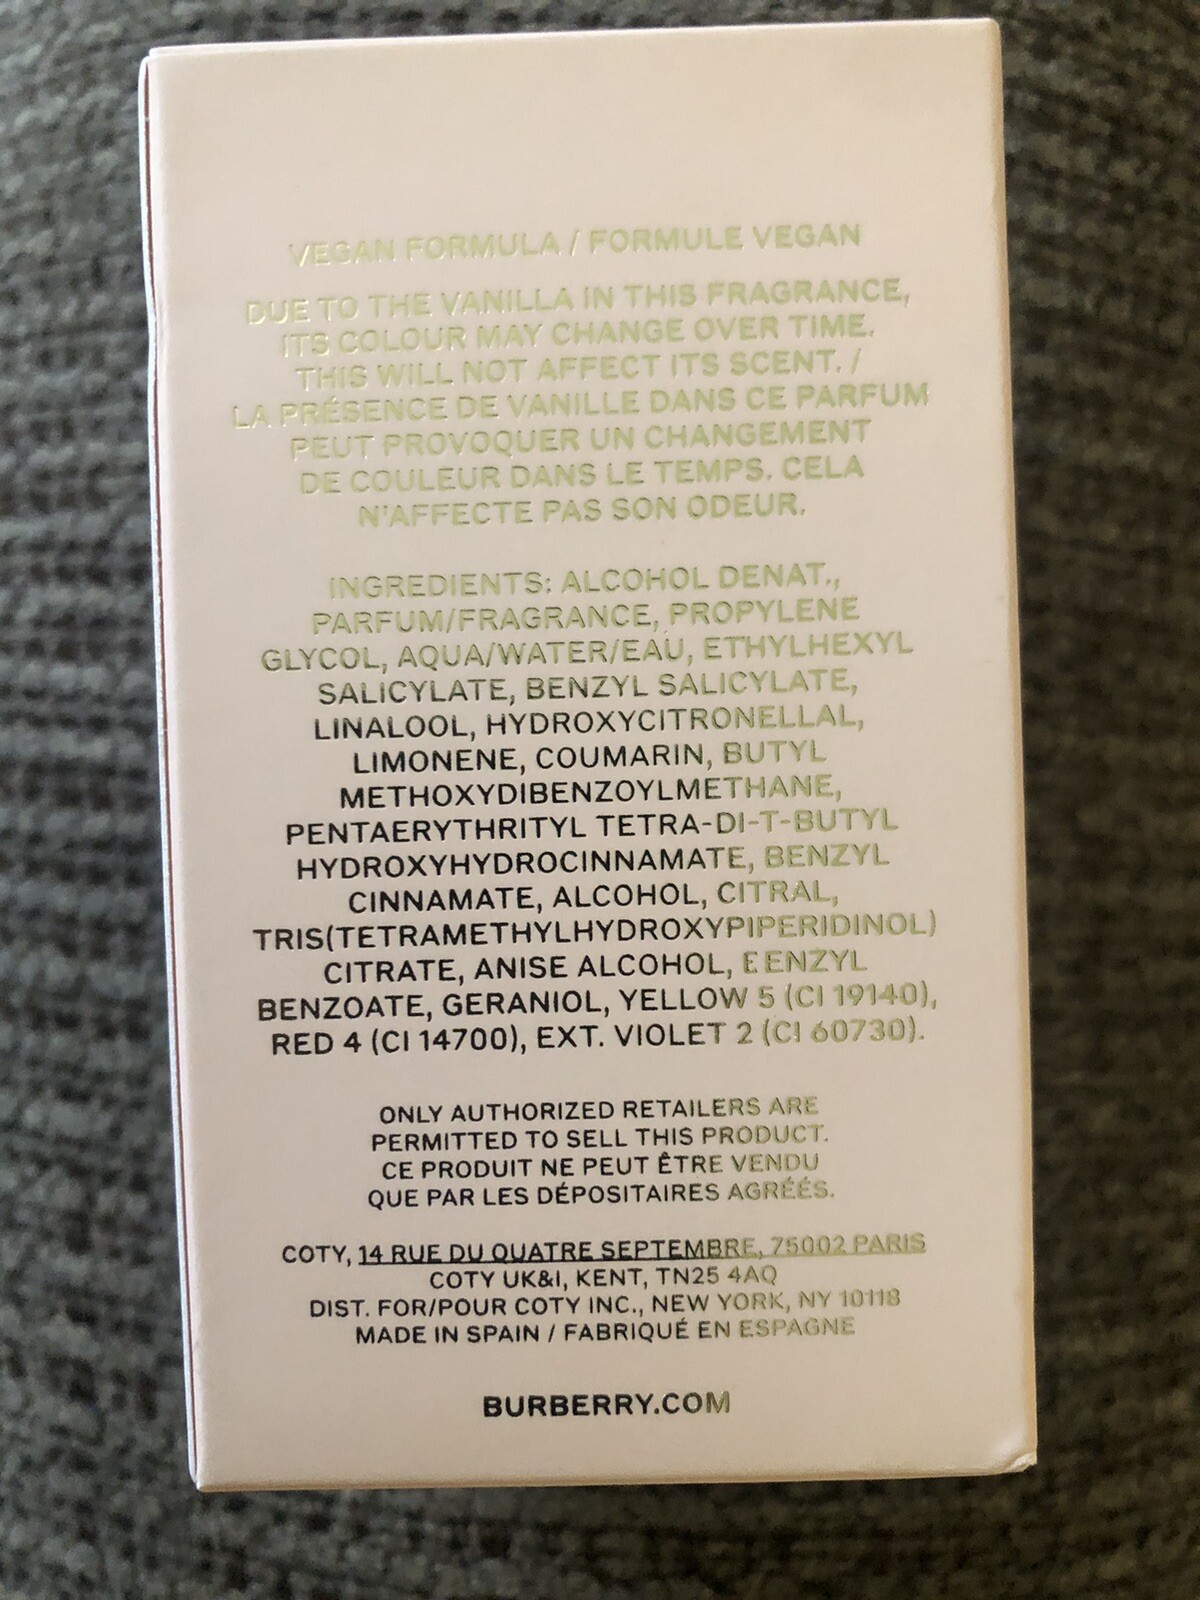 VEGAN FORMULA / FORMULE VEGAN
DUE TO THE VANILLA IN THIS FRAGRANCE,
ITS COLOUR MAY CHANGE OVER TIME.
THIS WILL NOT AFFECT ITS SCENT. /
LA PRÉSENCE DE VANILLE DANS CE PARFUM
PEUT PROVOQUER UN CHANGEMENT
DE COULEUR DANS LE TEMPS. CELA
N'AFFECTE PAS SON ODEUR.
INGREDIENTS: ALCOHOL DENAT.,
PARFUM/FRAGRANCE, PROPYLENE
GLYCOL, AQUA/WATER/EAU, ETHYLHEXYL
SALICYLATE, BENZYL SALICYLATE,
LINALOOL, HYDROXYCITRONELLAL,
LIMONENE, COUMARIN, BUTYL
METHOXYDIBENZOYLMETHANE,
PENTAERYTHRITYL TETRA-DI-T-BUTYL
HYDROXYHYDROCINNAMATE, BENZYL
CINNAMATE, ALCOHOL, CITRAL,
TRIS(TETRAMETHYLHYDROXYPIPERIDINOL)
CITRATE, ANISE ALCOHOL, BENZYL
BENZOATE, GERANIOL, YELLOW 5 (CI 19140),
RED 4 (CI 14700), EXT. VIOLET 2 (CI 60730).
ONLY AUTHORIZED RETAILERS ARE
PERMITTED TO SELL THIS PRODUCT.
CE PRODUIT NE PEUT ÊTRE VENDU
QUE PAR LES DÉPOSITAIRES AGRÉÉS.
COTY, 14 RUE DU QUATRE SEPTEMBRE, 75002 PARIS
COTY UK&I, KENT, TN25 4AQ
DIST. FOR/POUR COTY INC., NEW YORK, NY 10118
MADE IN SPAIN / FABRIQUÉ EN ESPAGNE
BURBERRY.COM